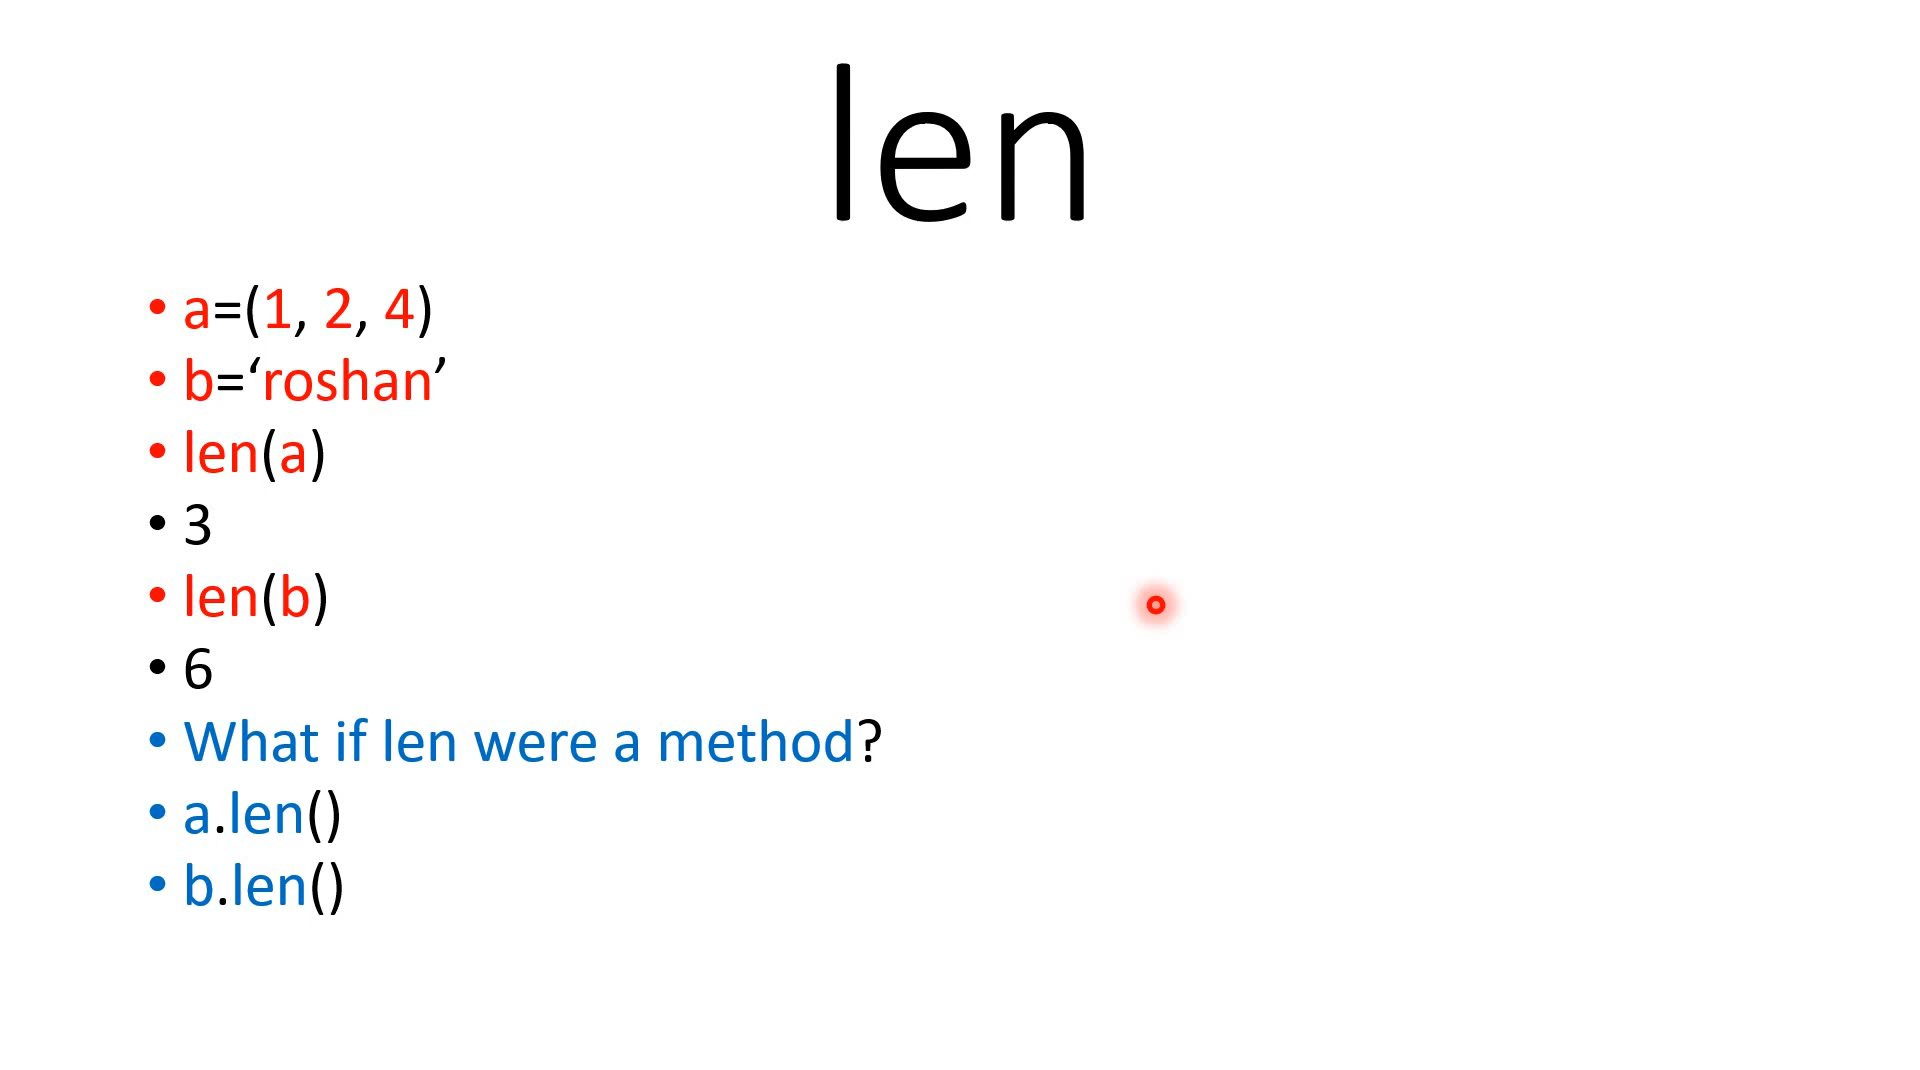 len
• a=(1, 2, 4)
• b=‘roshan’
• len(a)
• 3
• len(b)
• 6
• What if len were a method?
• a.len()
• b.len()